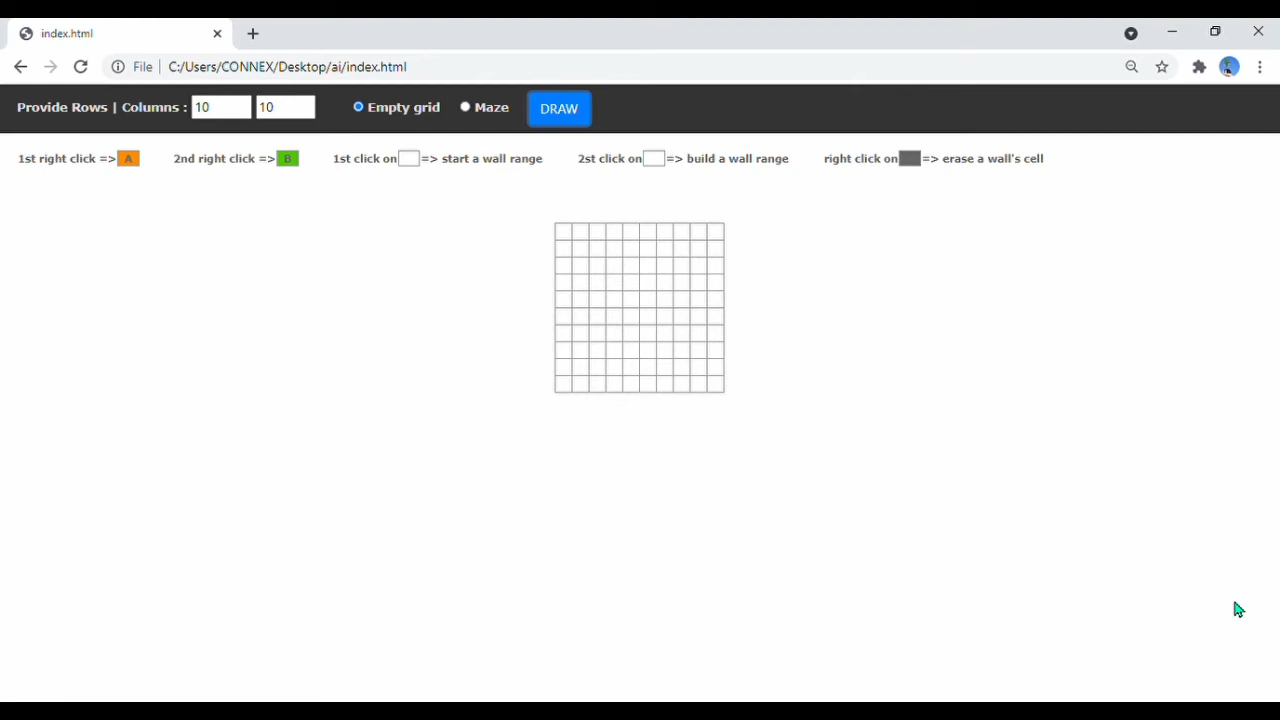 index.html
File | C:/Users/CONNEX/Desktop/ai/index.html
Provide Rows | Columns : 10 10 Empty grid Maze DRAW
1st right click => A 2nd right click => B 1st click on => start a wall range 2st click on => build a wall range right click on => erase a wall's cell